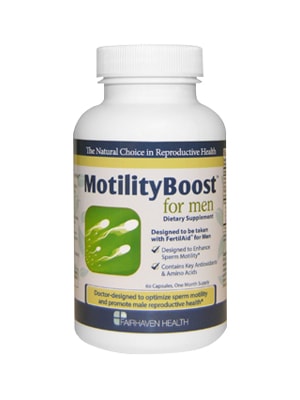 The Natural Choice in Reproductive Health
MotilityBoost™
for men
Dietary Supplement
Designed to be taken
with FertilAid™ for Men
Designed to Enhance
Sperm Motility*
Contains Key Antioxidants
& Amino Acids
Doctor-designed to optimize sperm motility
and promote male reproductive health*
60 Capsules, One Month Supply
FAIRHAVEN HEALTH